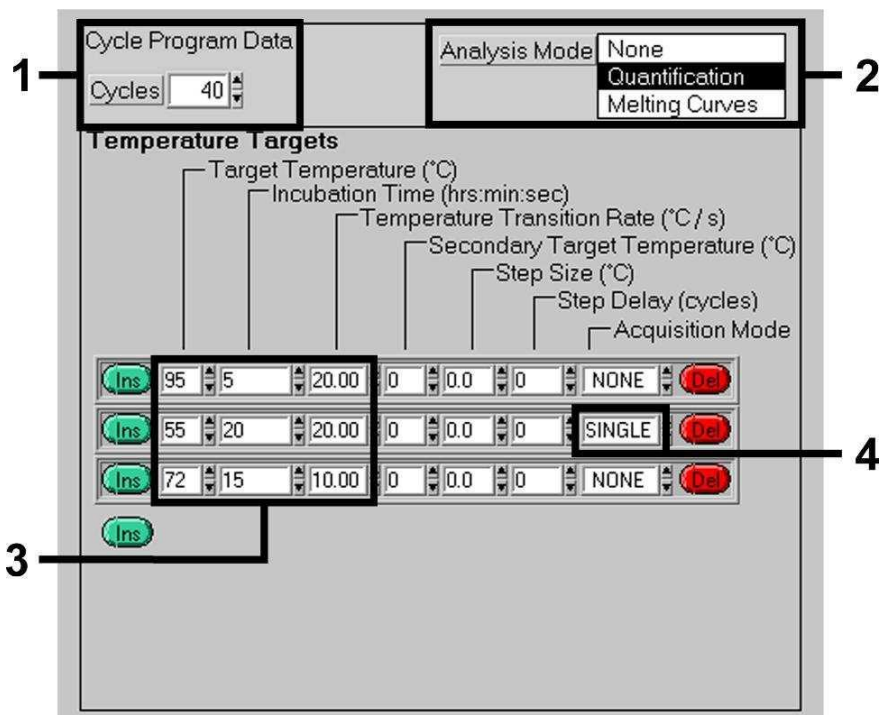 Cycle Program Data
Cycles 40
1
Analysis Mode None
Quantification
Melting Curves
2
Temperature Targets
Target Temperature (°C)
Incubation Time (hrs:min:sec)
Temperature Transition Rate (°C / s)
Secondary Target Temperature (°C)
Step Size (°C)
Step Delay (cycles)
Acquisition Mode
Ins 95 5 20.00 0 0.0 0 NONE Del
Ins 55 20 20.00 0 0.0 0 SINGLE Del
4
Ins 72 15 10.00 0 0.0 0 NONE Del
Ins
3